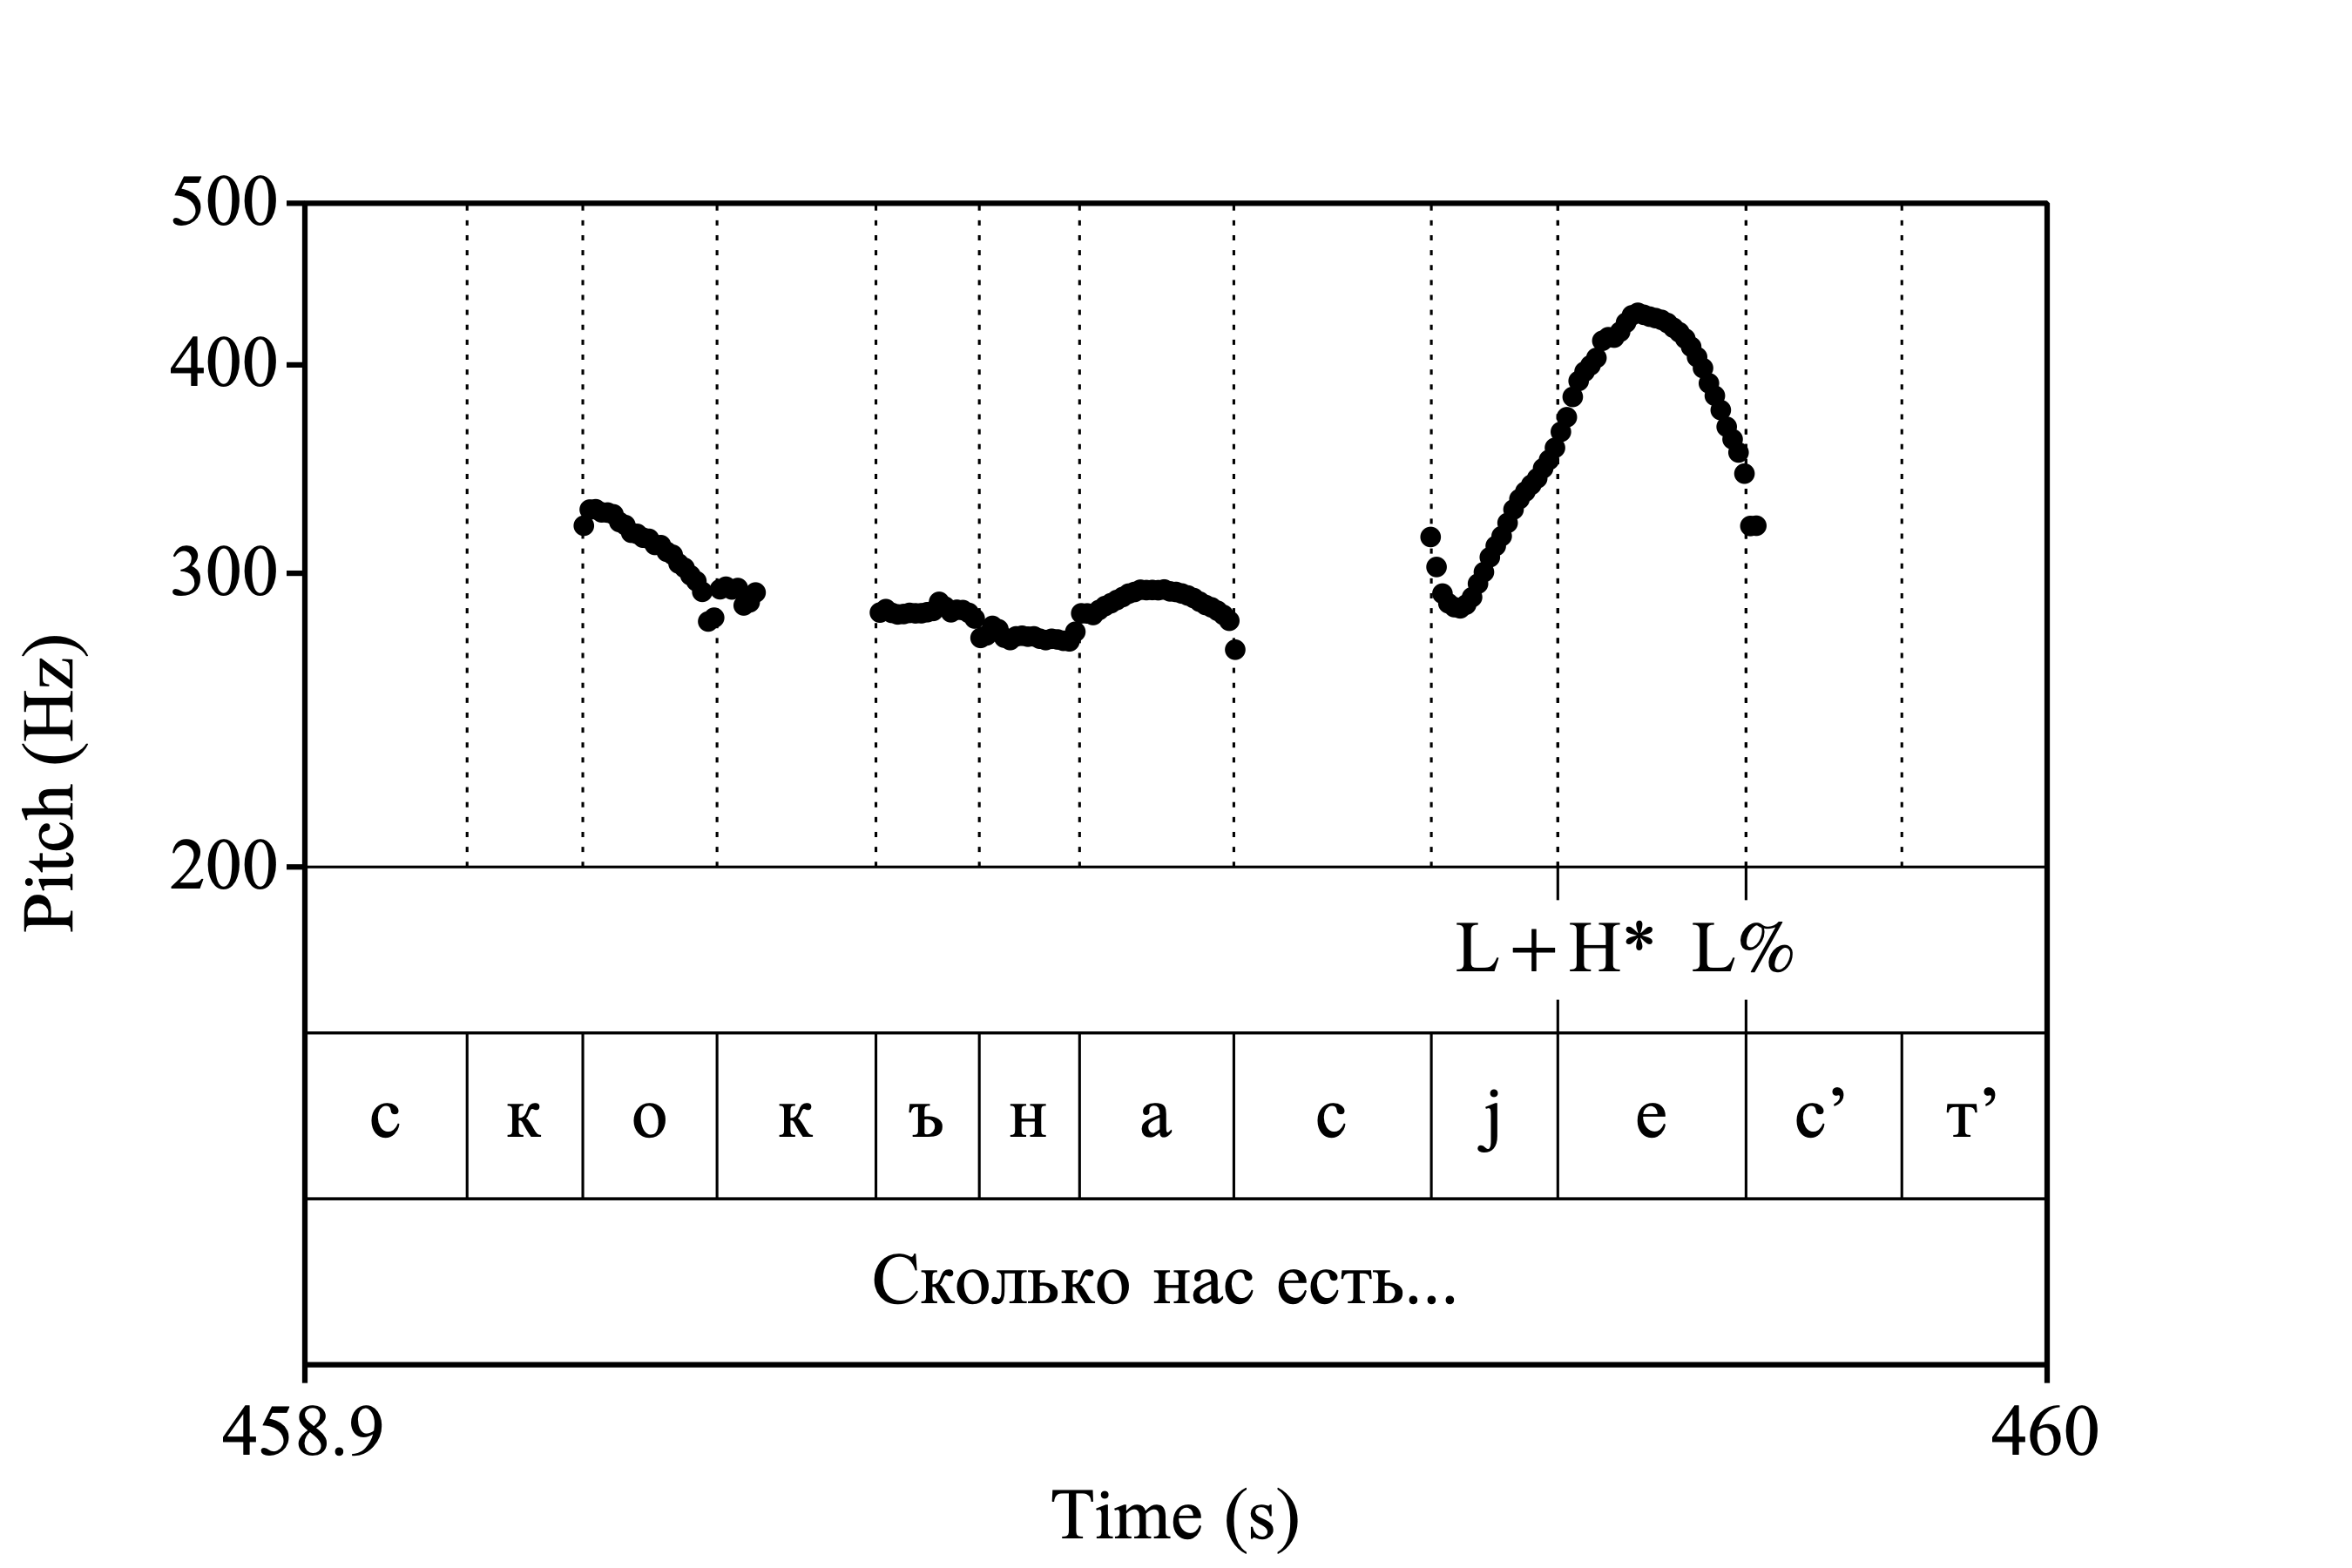 500
400
300
200
Pitch (Hz)
L+H* L%
с к о к ъ н а с j е с’ т’
Сколько нас есть...
458.9 460
Time (s)